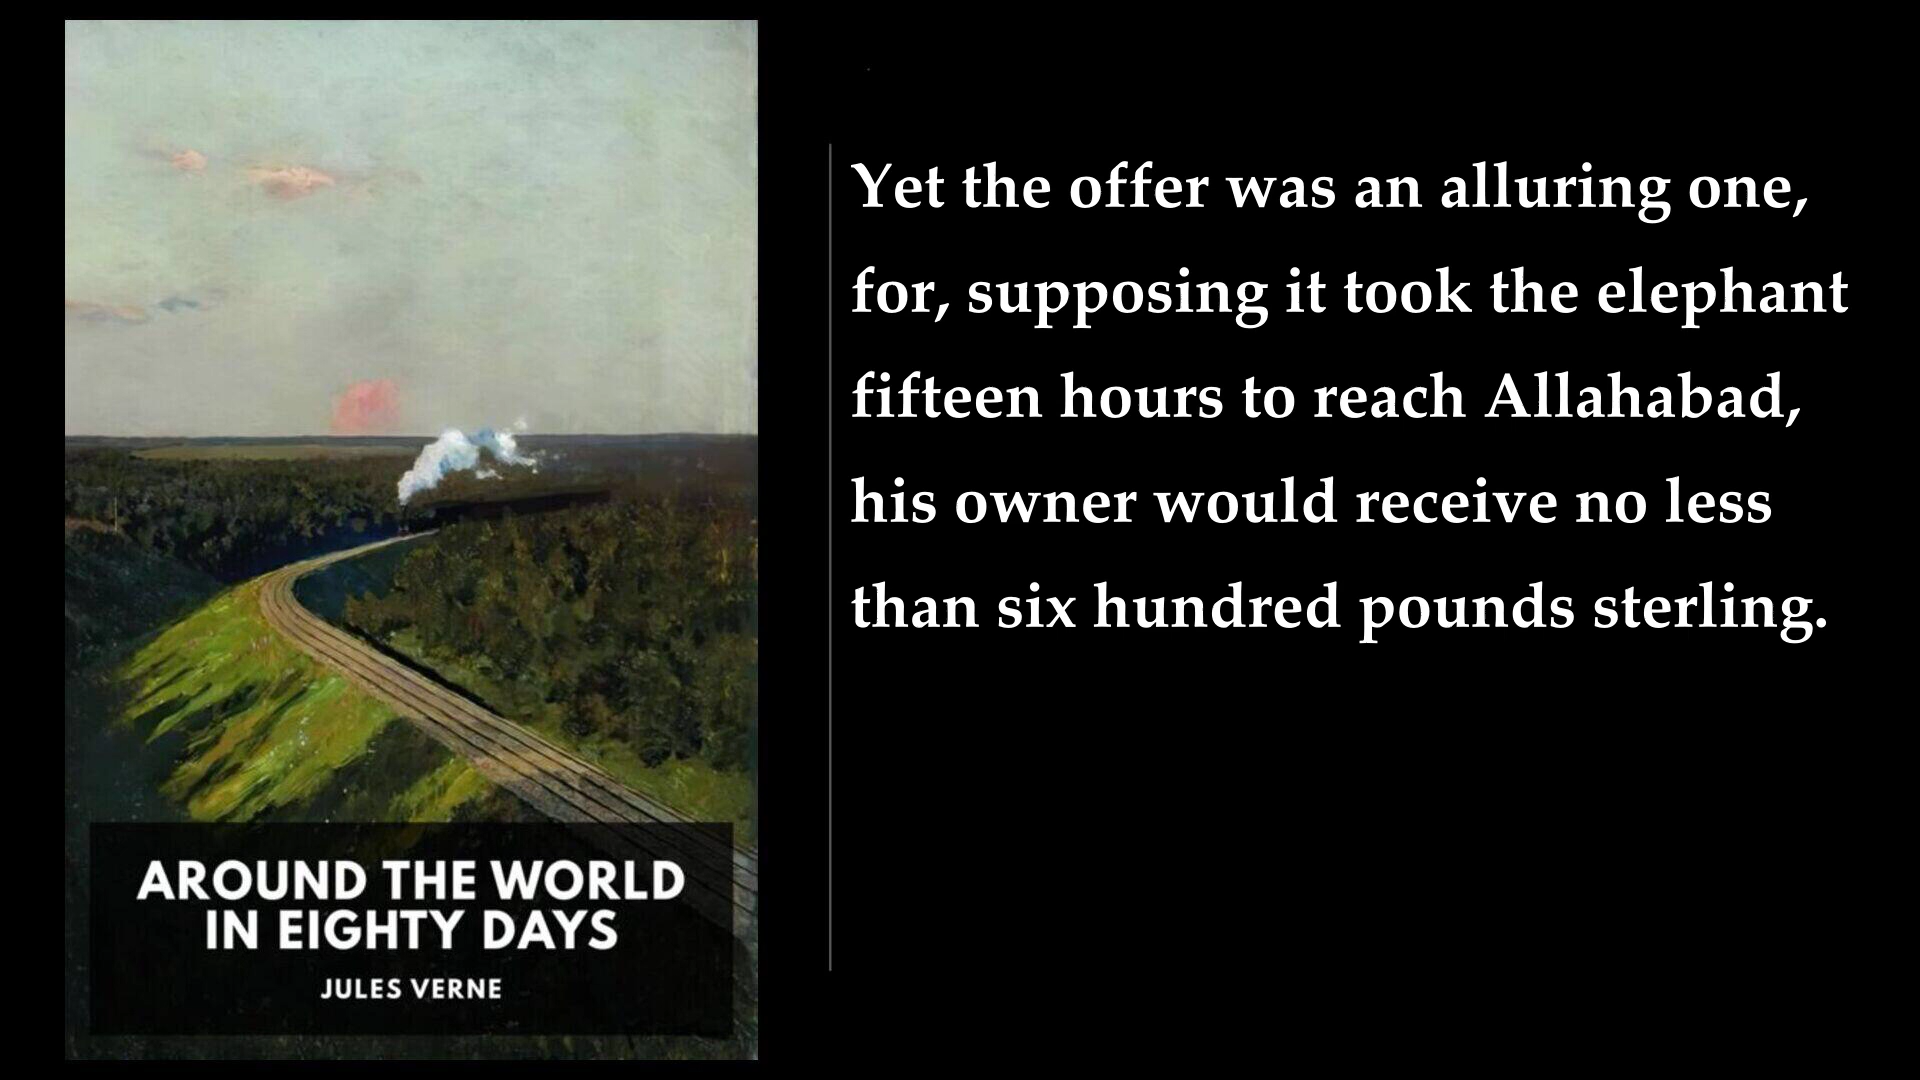 Yet the offer was an alluring one,
for, supposing it took the elephant
fifteen hours to reach Allahabad,
his owner would receive no less
than six hundred pounds sterling.
AROUND THE WORLD
IN EIGHTY DAYS
JULES VERNE